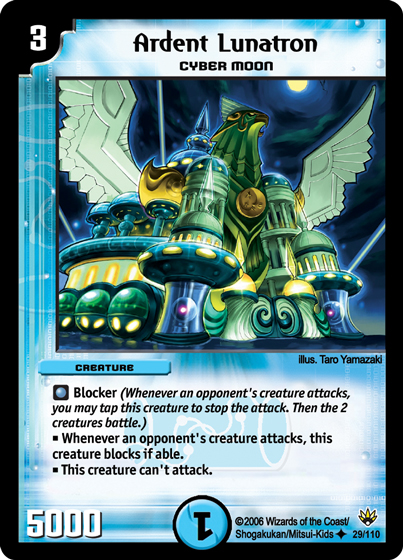 3
Ardent Lunatron
CYBER MOON
illus. Taro Yamazaki
CREATURE
Blocker (Whenever an opponent's creature attacks,
you may tap this creature to stop the attack. Then the 2
creatures battle.)
▪ Whenever an opponent's creature attacks, this
creature blocks if able.
▪ This creature can't attack.
5000
1
©2006 Wizards of the Coast/
Shogakukan/Mitsui-Kids ✦ 29/110